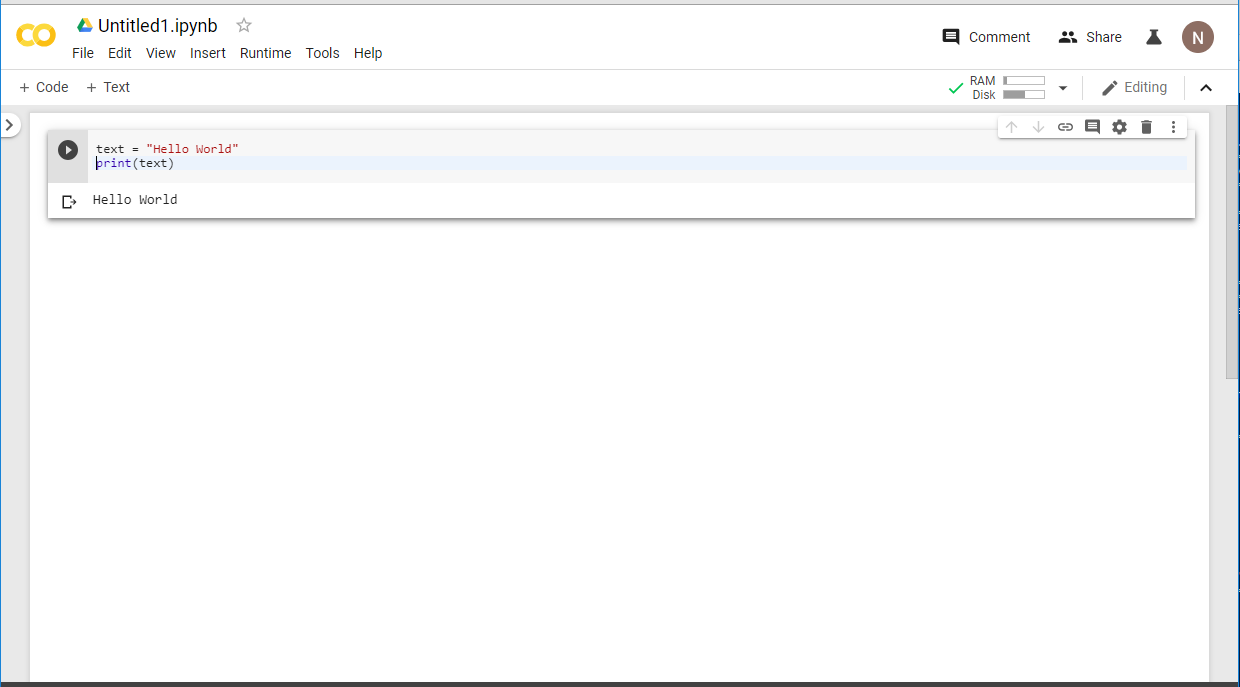 Untitled1.ipynb
File Edit View Insert Runtime Tools Help
Comment
Share
N
+ Code + Text
RAM
Disk
Editing
text = "Hello World"
print(text)
Hello World